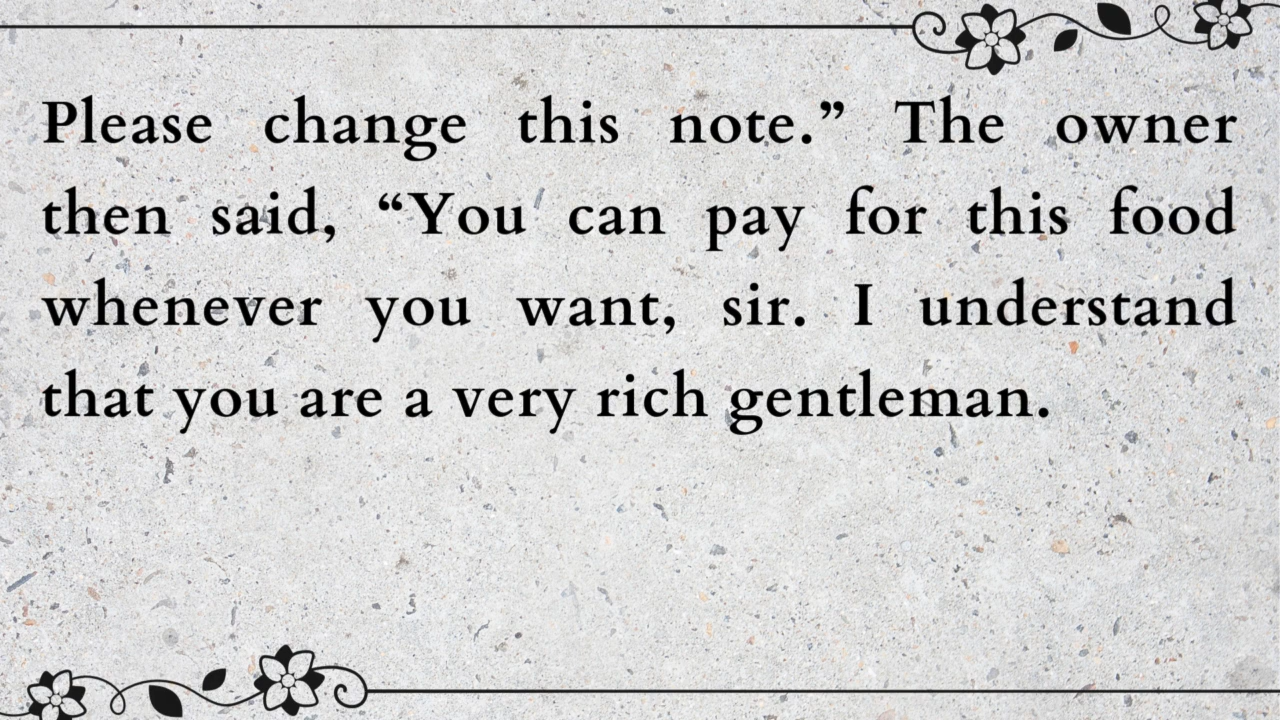 Please change this note.” The owner
then said, “You can pay for this food
whenever you want, sir. I understand
that you are a very rich gentleman.